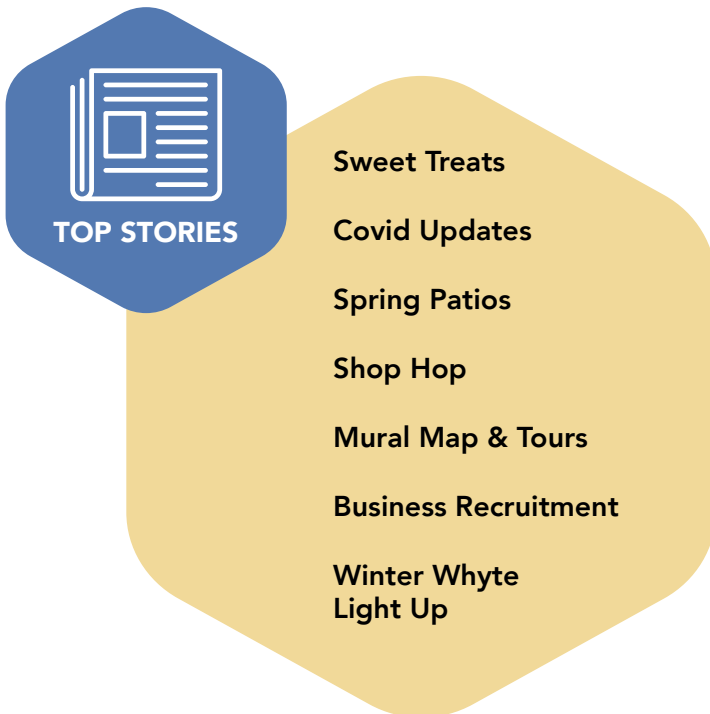 TOP STORIES
Sweet Treats
Covid Updates
Spring Patios
Shop Hop
Mural Map & Tours
Business Recruitment
Winter Whyte
Light Up